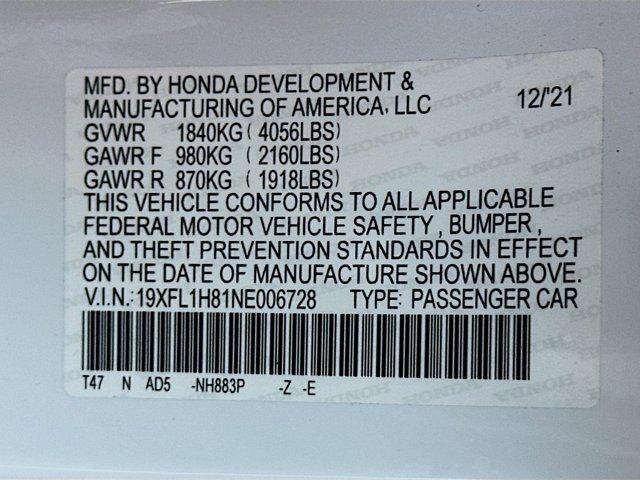 MFD. BY HONDA DEVELOPMENT &
MANUFACTURING OF AMERICA, LLC 12/'21
GVWR 1840KG ( 4056LBS)
GAWR F 980KG ( 2160LBS)
GAWR R 870KG ( 1918LBS)
THIS VEHICLE CONFORMS TO ALL APPLICABLE
FEDERAL MOTOR VEHICLE SAFETY , BUMPER ,
AND THEFT PREVENTION STANDARDS IN EFFECT
ON THE DATE OF MANUFACTURE SHOWN ABOVE.
V.I.N.: 19XFL1H81NE006728 TYPE: PASSENGER CAR
T47 N AD5 -NH883P -Z -E